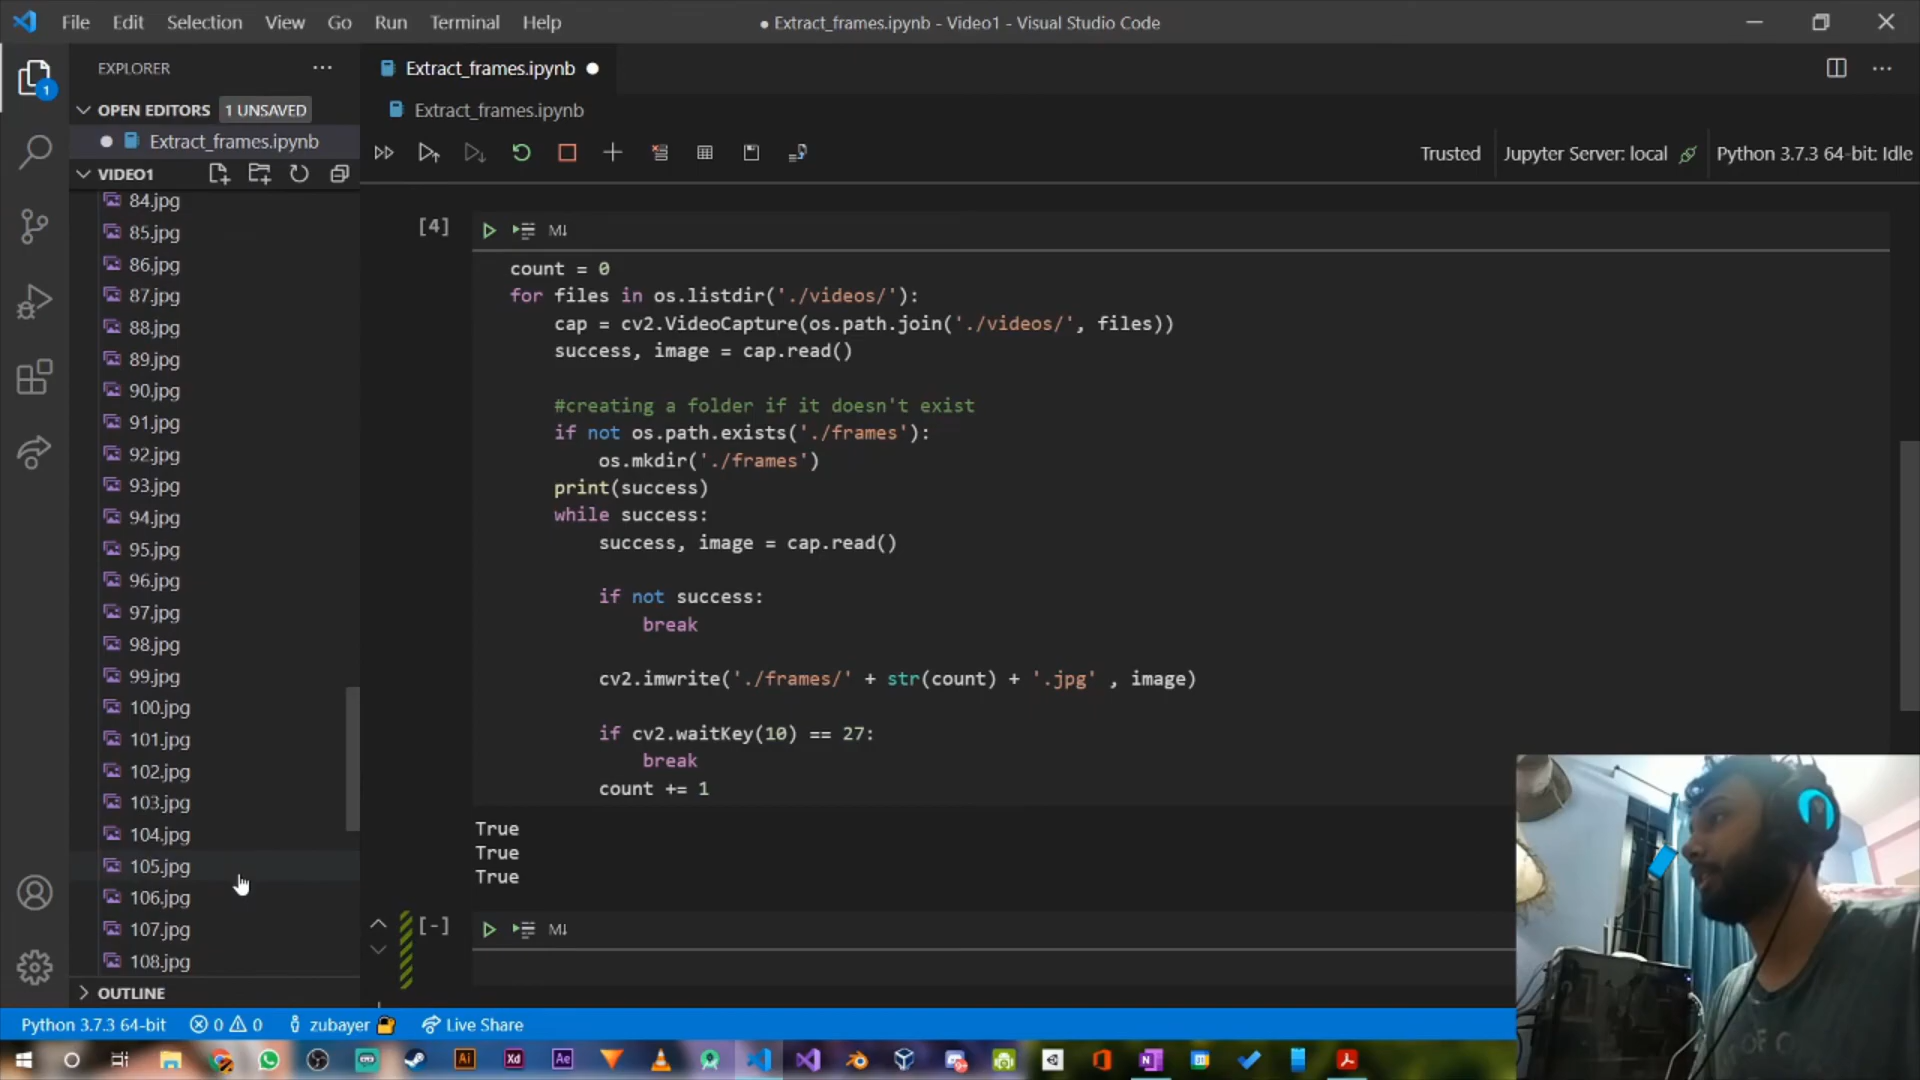 File Edit Selection View Go Run Terminal Help
● Extract_frames.ipynb - Video1 - Visual Studio Code
EXPLORER
Extract_frames.ipynb
OPEN EDITORS 1 UNSAVED
Extract_frames.ipynb
Extract_frames.ipynb
VIDEO1
Trusted
Jupyter Server: local
Python 3.7.3 64-bit: Idle
1
84.jpg
85.jpg
86.jpg
87.jpg
88.jpg
89.jpg
90.jpg
91.jpg
92.jpg
93.jpg
94.jpg
95.jpg
96.jpg
97.jpg
98.jpg
99.jpg
100.jpg
101.jpg
102.jpg
103.jpg
104.jpg
105.jpg
106.jpg
107.jpg
108.jpg
OUTLINE
[4]
M↓
count = 0
for files in os.listdir('./videos/'):
cap = cv2.VideoCapture(os.path.join('./videos/', files))
success, image = cap.read()
#creating a folder if it doesn't exist
if not os.path.exists('./frames'):
os.mkdir('./frames')
print(success)
while success:
success, image = cap.read()
if not success:
break
cv2.imwrite('./frames/' + str(count) + '.jpg' , image)
if cv2.waitKey(10) == 27:
break
count += 1
True
True
True
[-]
M↓
Python 3.7.3 64-bit
0 0
zubayer
Live Share
Ai
Xd
Ae